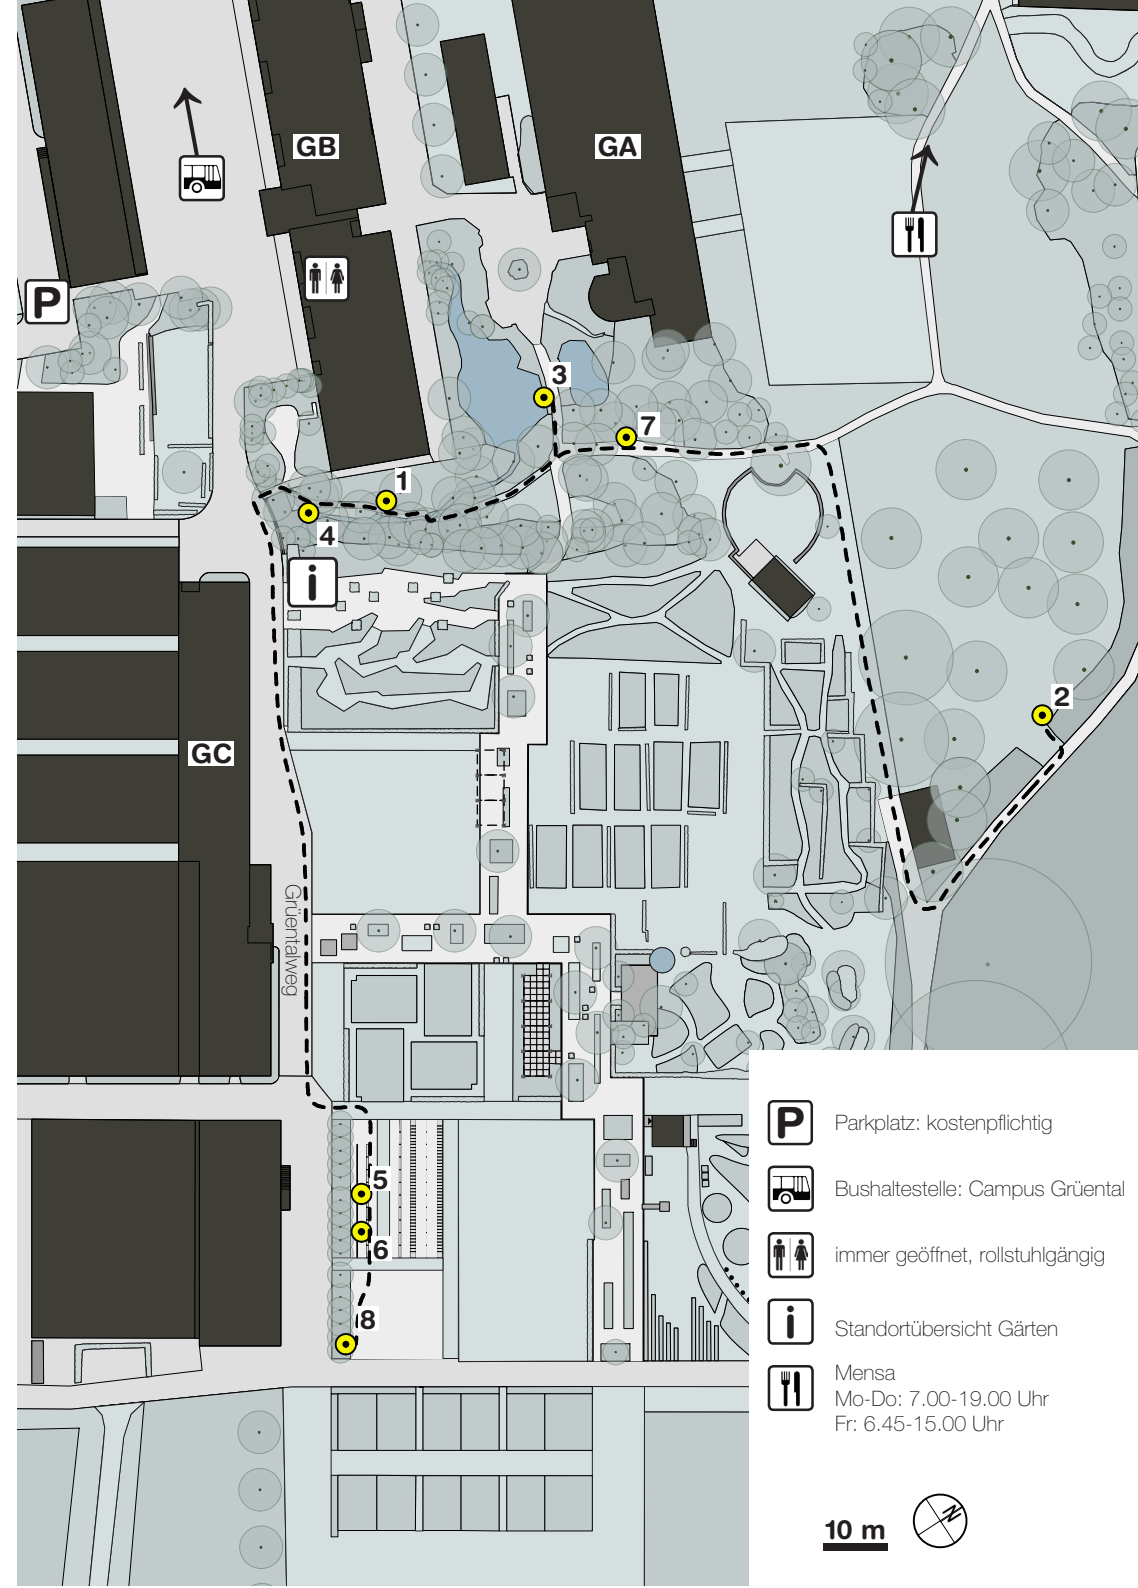 GB
GA
P
3
7
1
4
i
2
GC
Grüentalweg
5
6
8
P Parkplatz: kostenpflichtig
Bushaltestelle: Campus Grüental
immer geöffnet, rollstuhlgängig
i Standortübersicht Gärten
Mensa
Mo-Do: 7.00-19.00 Uhr
Fr: 6.45-15.00 Uhr
10 m
N